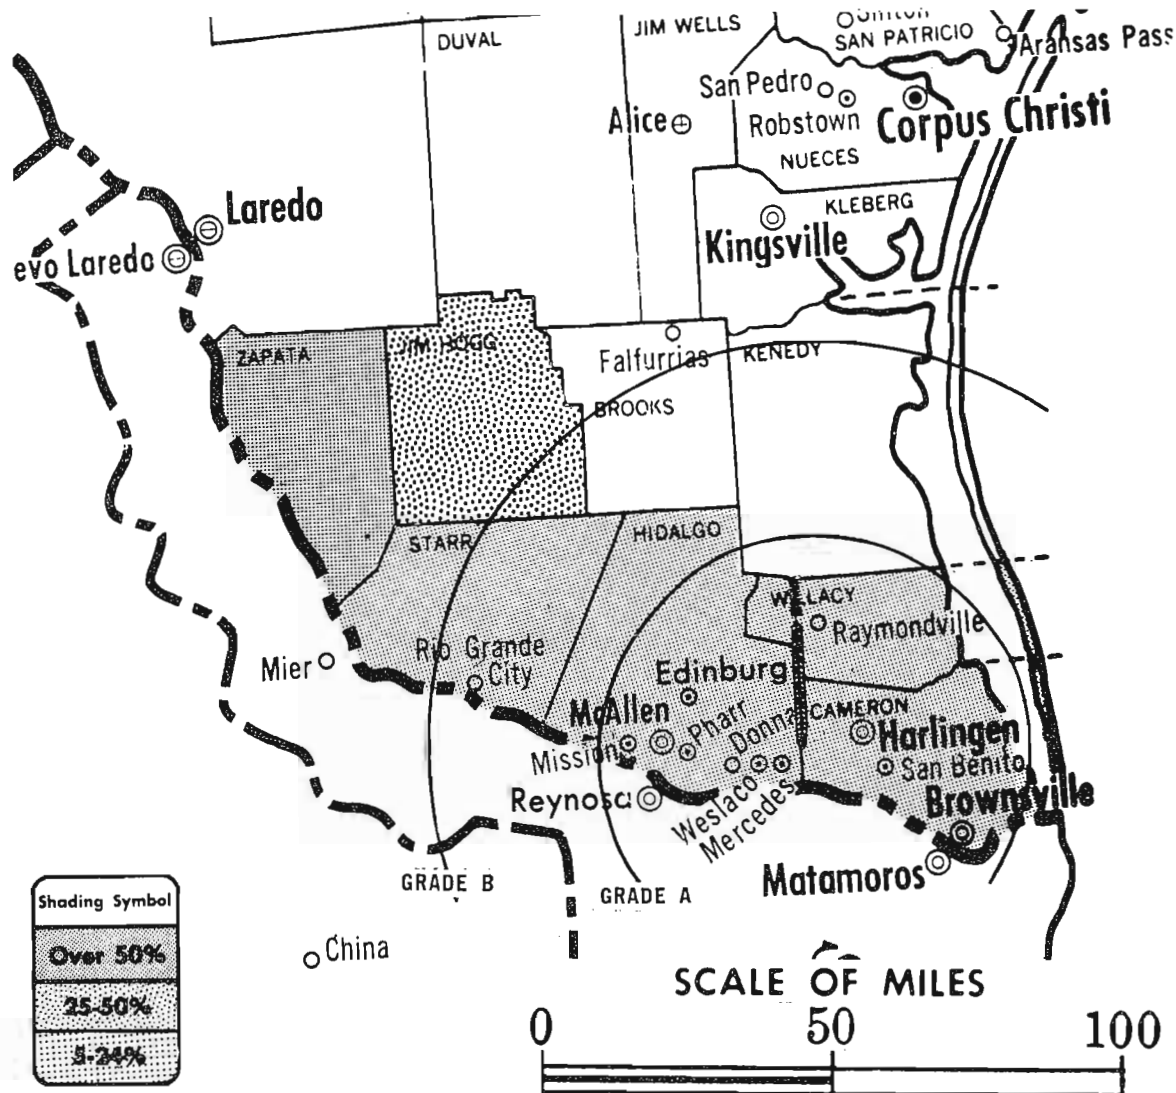 DUVAL
JIM WELLS
SAN PATRICIO
Aransas Pass
San Pedro
Alice
Robstown
Corpus Christi
NUECES
KLEBERG
Laredo
Kingsville
evo Laredo
ZAPATA
JIM HOGG
Falfurrias
KENEDY
BROOKS
STARR
HIDALGO
WILLACY
Raymondville
Rio Grande
City
Mier
Edinburg
McAllen
Pharr
Donna
CAMERON
Harlingen
Mission
San Benito
Reynosa
Weslaco
Mercedes
Brownsville
Matamoros
GRADE B
GRADE A
Shading Symbol
Over 50%
25-50%
5-24%
China
SCALE OF MILES
0 50 100